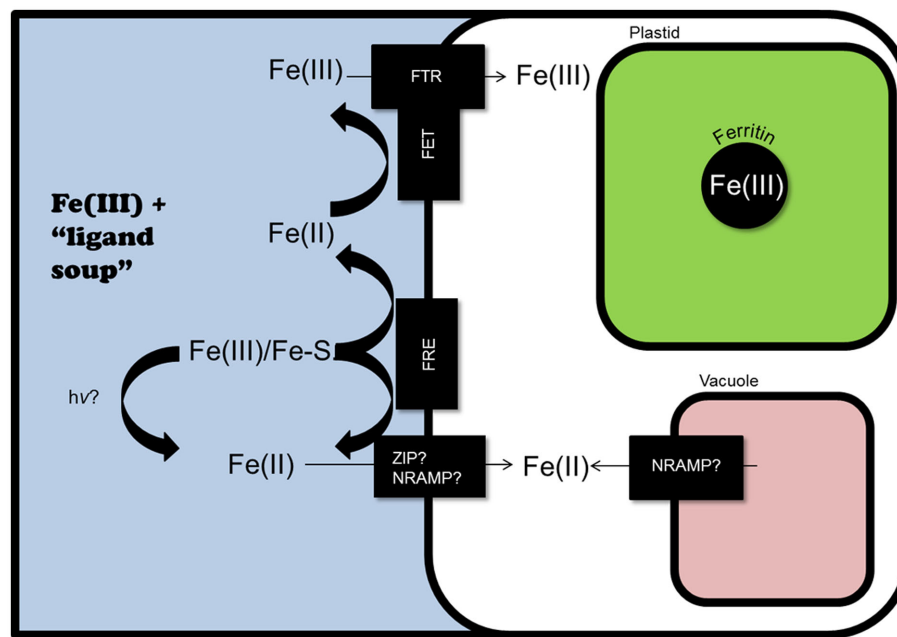 Plastid
Fe(III)
FTR
Fe(III)
FET
Ferritin
Fe(III)
Fe(III) +
“ligand
soup”
Fe(II)
Fe(III)/Fe-S
FRE
hν?
Vacuole
Fe(II)
ZIP?
NRAMP?
Fe(II)
NRAMP?